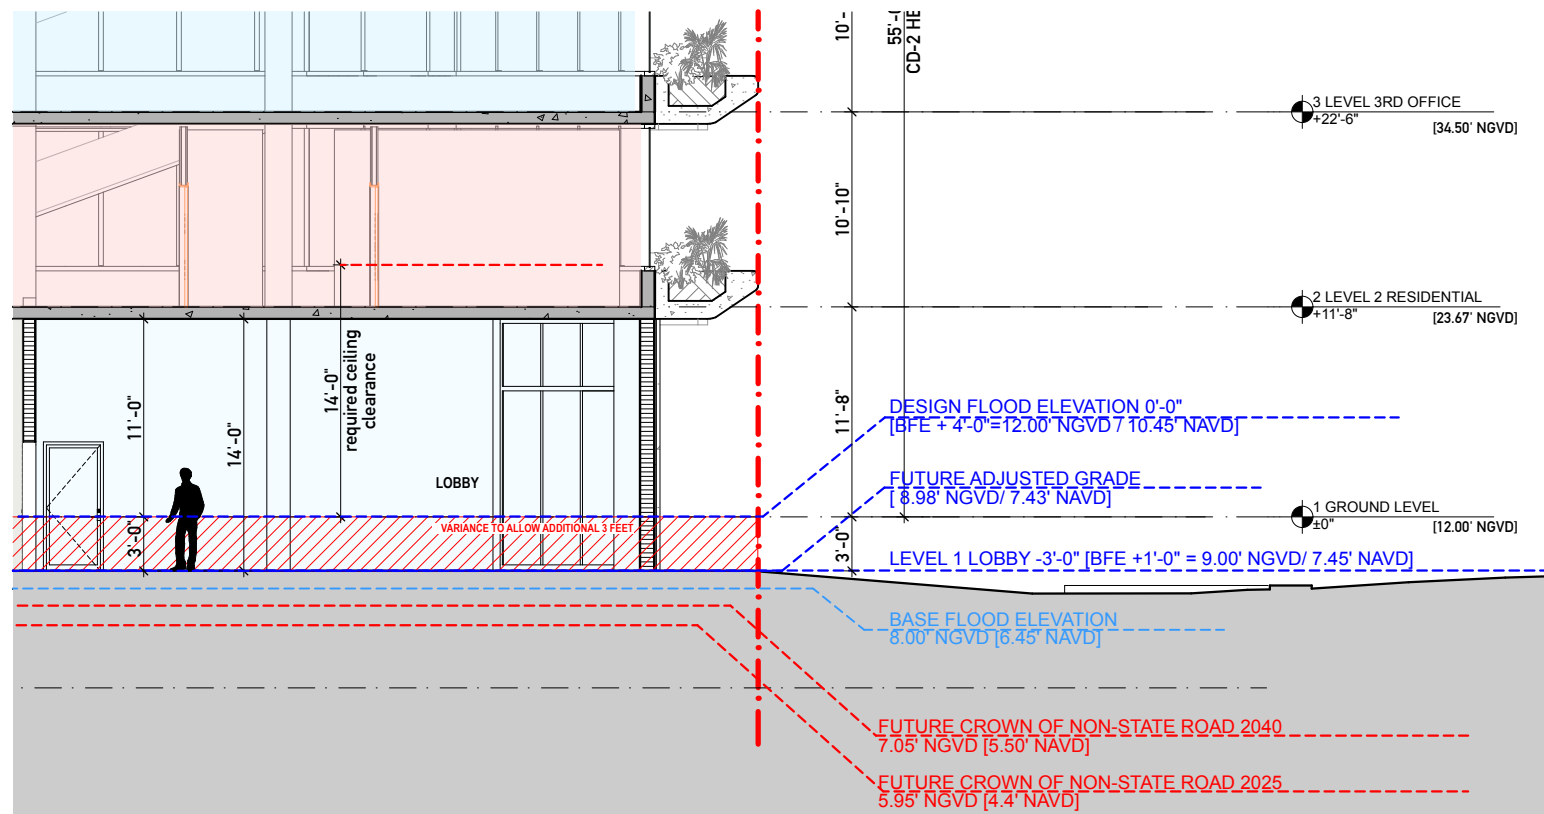 10'-
55'-0
CD-2 HE
3 LEVEL 3RD OFFICE
+22'-6"
[34.50' NGVD]
10'-10"
2 LEVEL 2 RESIDENTIAL
+11'-8"
[23.67' NGVD]
14'-0"
required ceiling
clearance
11'-0"
14'-0"
11'-8"
DESIGN FLOOD ELEVATION 0'-0"
[BFE + 4'-0"=12.00' NGVD / 10.45' NAVD]
LOBBY
FUTURE ADJUSTED GRADE
[ 8.98' NGVD/ 7.43' NAVD]
1 GROUND LEVEL
±0"
[12.00' NGVD]
VARIANCE TO ALLOW ADDITIONAL 3 FEET
3'-0"
3'-0"
LEVEL 1 LOBBY -3'-0" [BFE +1'-0" = 9.00' NGVD/ 7.45' NAVD]
BASE FLOOD ELEVATION
8.00' NGVD [6.45' NAVD]
FUTURE CROWN OF NON-STATE ROAD 2040
7.05' NGVD [5.50' NAVD]
FUTURE CROWN OF NON-STATE ROAD 2025
5.95' NGVD [4.4' NAVD]